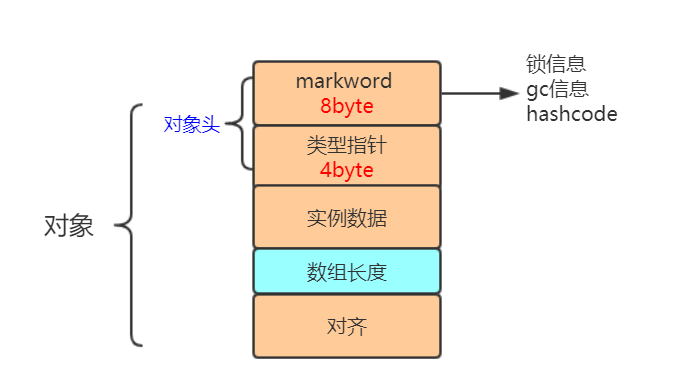 markword
8byte
锁信息
gc信息
hashcode
对象头
类型指针
4byte
对象
实例数据
数组长度
对齐